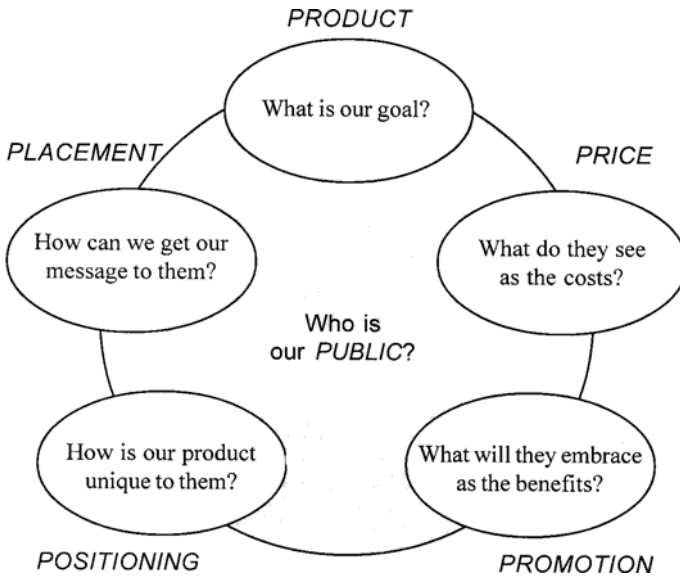 PRODUCT
What is our goal?
PLACEMENT
PRICE
How can we get our
message to them?
What do they see
as the costs?
Who is
our PUBLIC?
How is our product
unique to them?
What will they embrace
as the benefits?
POSITIONING
PROMOTION